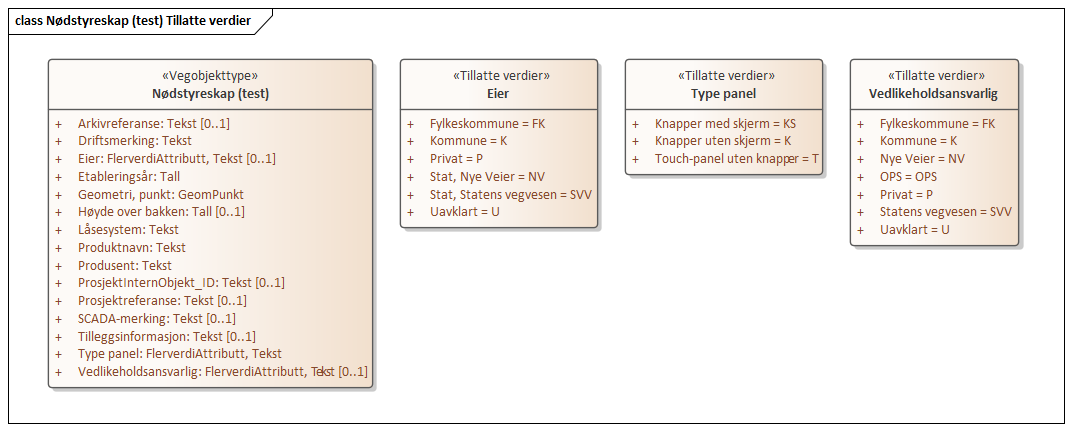 class Nødstyreskap (test) Tillatte verdier
«Vegobjekttype»
Nødstyreskap (test)
+ Arkivreferanse: Tekst [0..1]
+ Driftsmerking: Tekst
+ Eier: FlerverdiAttributt, Tekst [0..1]
+ Etableringsår: Tall
+ Geometri, punkt: GeomPunkt
+ Høyde over bakken: Tall [0..1]
+ Låsesystem: Tekst
+ Produktnavn: Tekst
+ Produsent: Tekst
+ ProsjektInternObjekt_ID: Tekst [0..1]
+ Prosjektreferanse: Tekst [0..1]
+ SCADA-merking: Tekst [0..1]
+ Tilleggsinformasjon: Tekst [0..1]
+ Type panel: FlerverdiAttributt, Tekst
+ Vedlikeholdsansvarlig: FlerverdiAttributt, Tekst [0..1]
«Tillatte verdier»
Eier
+ Fylkeskommune = FK
+ Kommune = K
+ Privat = P
+ Stat, Nye Veier = NV
+ Stat, Statens vegvesen = SVV
+ Uavklart = U
«Tillatte verdier»
Type panel
+ Knapper med skjerm = KS
+ Knapper uten skjerm = K
+ Touch-panel uten knapper = T
«Tillatte verdier»
Vedlikeholdsansvarlig
+ Fylkeskommune = FK
+ Kommune = K
+ Nye Veier = NV
+ OPS = OPS
+ Privat = P
+ Statens vegvesen = SVV
+ Uavklart = U